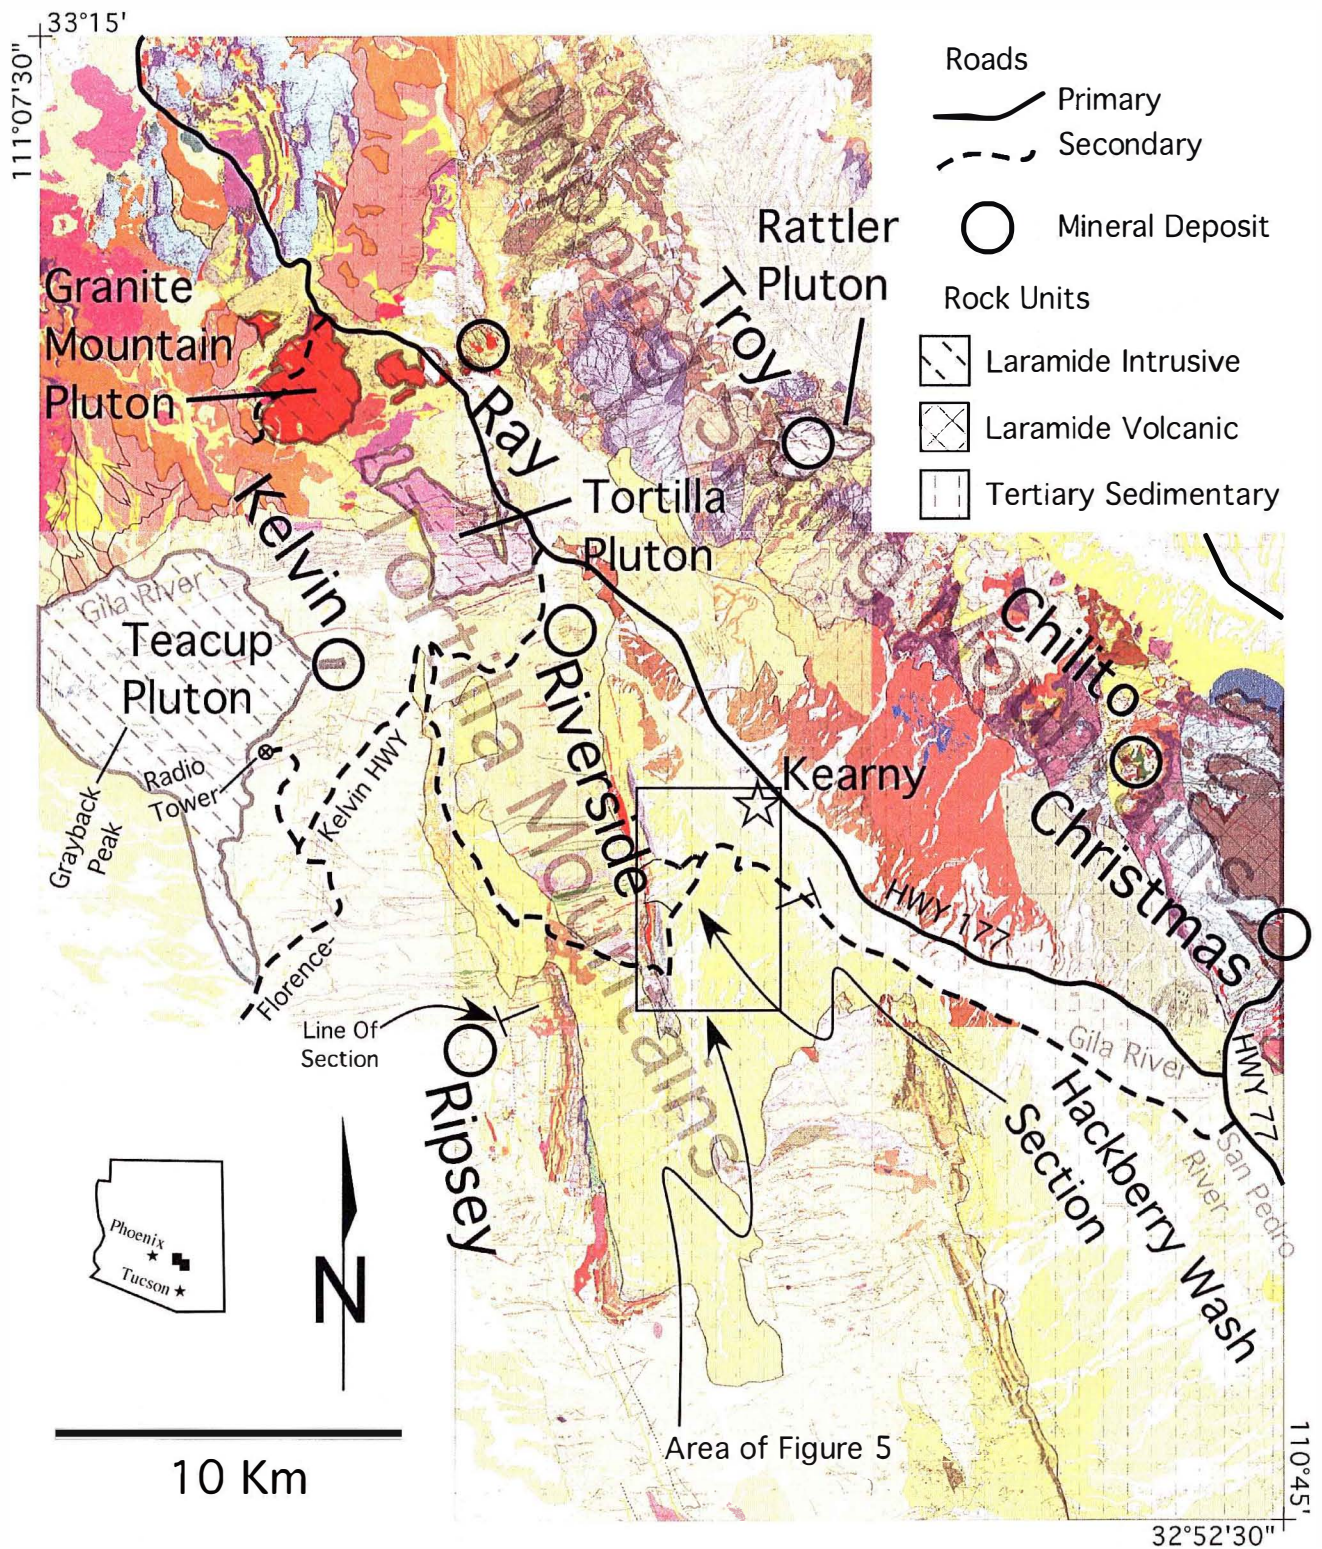 33°15'
111°07'30"
Roads
Primary
Secondary
Mineral Deposit
Rock Units
Laramide Intrusive
Laramide Volcanic
Tertiary Sedimentary
Dripping Spring Mountains
Rattler
Pluton
Troy
Granite
Mountain
Pluton
Ray
Kelvin
Tortilla
Pluton
Gila River
Teacup
Pluton
Tortilla Mountains
Riverside
Chilito
Kearny
Christmas
Radio
Tower
Grayback
Peak
Kelvin HWY
Florence-
HWY 177
Line Of
Section
Ripsey
Gila River
HWY 77
San Pedro
River
Hackberry Wash
Section
Phoenix
Tucson
N
10 Km
Area of Figure 5
110°45'
32°52'30"